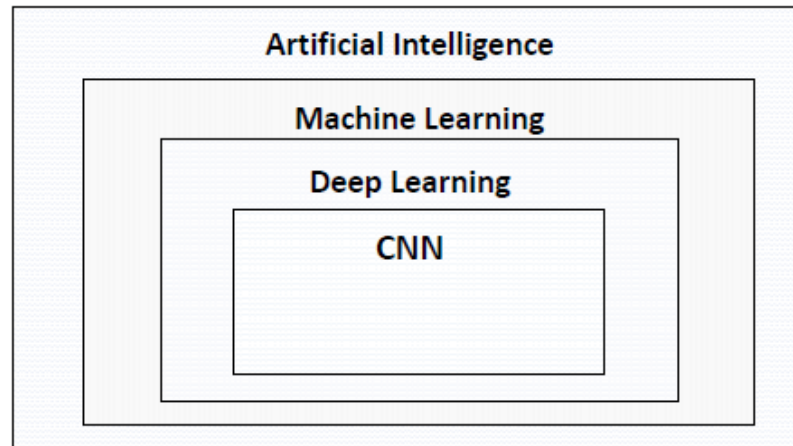 Artificial Intelligence
Machine Learning
Deep Learning
CNN